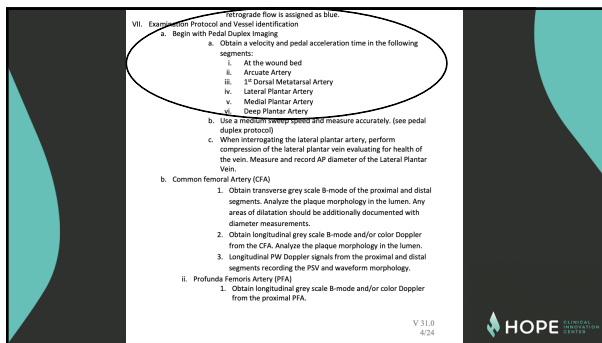 retrograde flow is assigned as blue.
VII. Examination Protocol and Vessel identification
a. Begin with Pedal Duplex Imaging
a. Obtain a velocity and pedal acceleration time in the following
segments:
i. At the wound bed
ii. Arcuate Artery
iii. 1st Dorsal Metatarsal Artery
iv. Lateral Plantar Artery
v. Medial Plantar Artery
vi. Deep Plantar Artery
b. Use a medium sweep speed and measure accurately. (see pedal
duplex protocol)
c. When interrogating the lateral plantar artery, perform
compression of the lateral plantar vein evaluating for health of
the vein. Measure and record AP diameter of the Lateral Plantar
Vein.
b. Common femoral Artery (CFA)
1. Obtain transverse grey scale B-mode of the proximal and distal
segments. Analyze the plaque morphology in the lumen. Any
areas of dilatation should be additionally documented with
diameter measurements.
2. Obtain longitudinal grey scale B-mode and/or color Doppler
from the CFA. Analyze the plaque morphology in the lumen.
3. Longitudinal PW Doppler signals from the proximal and distal
segments recording the PSV and waveform morphology.
ii. Profunda Femoris Artery (PFA)
1. Obtain longitudinal grey scale B-mode and/or color Doppler
from the proximal PFA.
V 31.0
4/24
HOPE CLINICAL
INNOVATION
CENTER